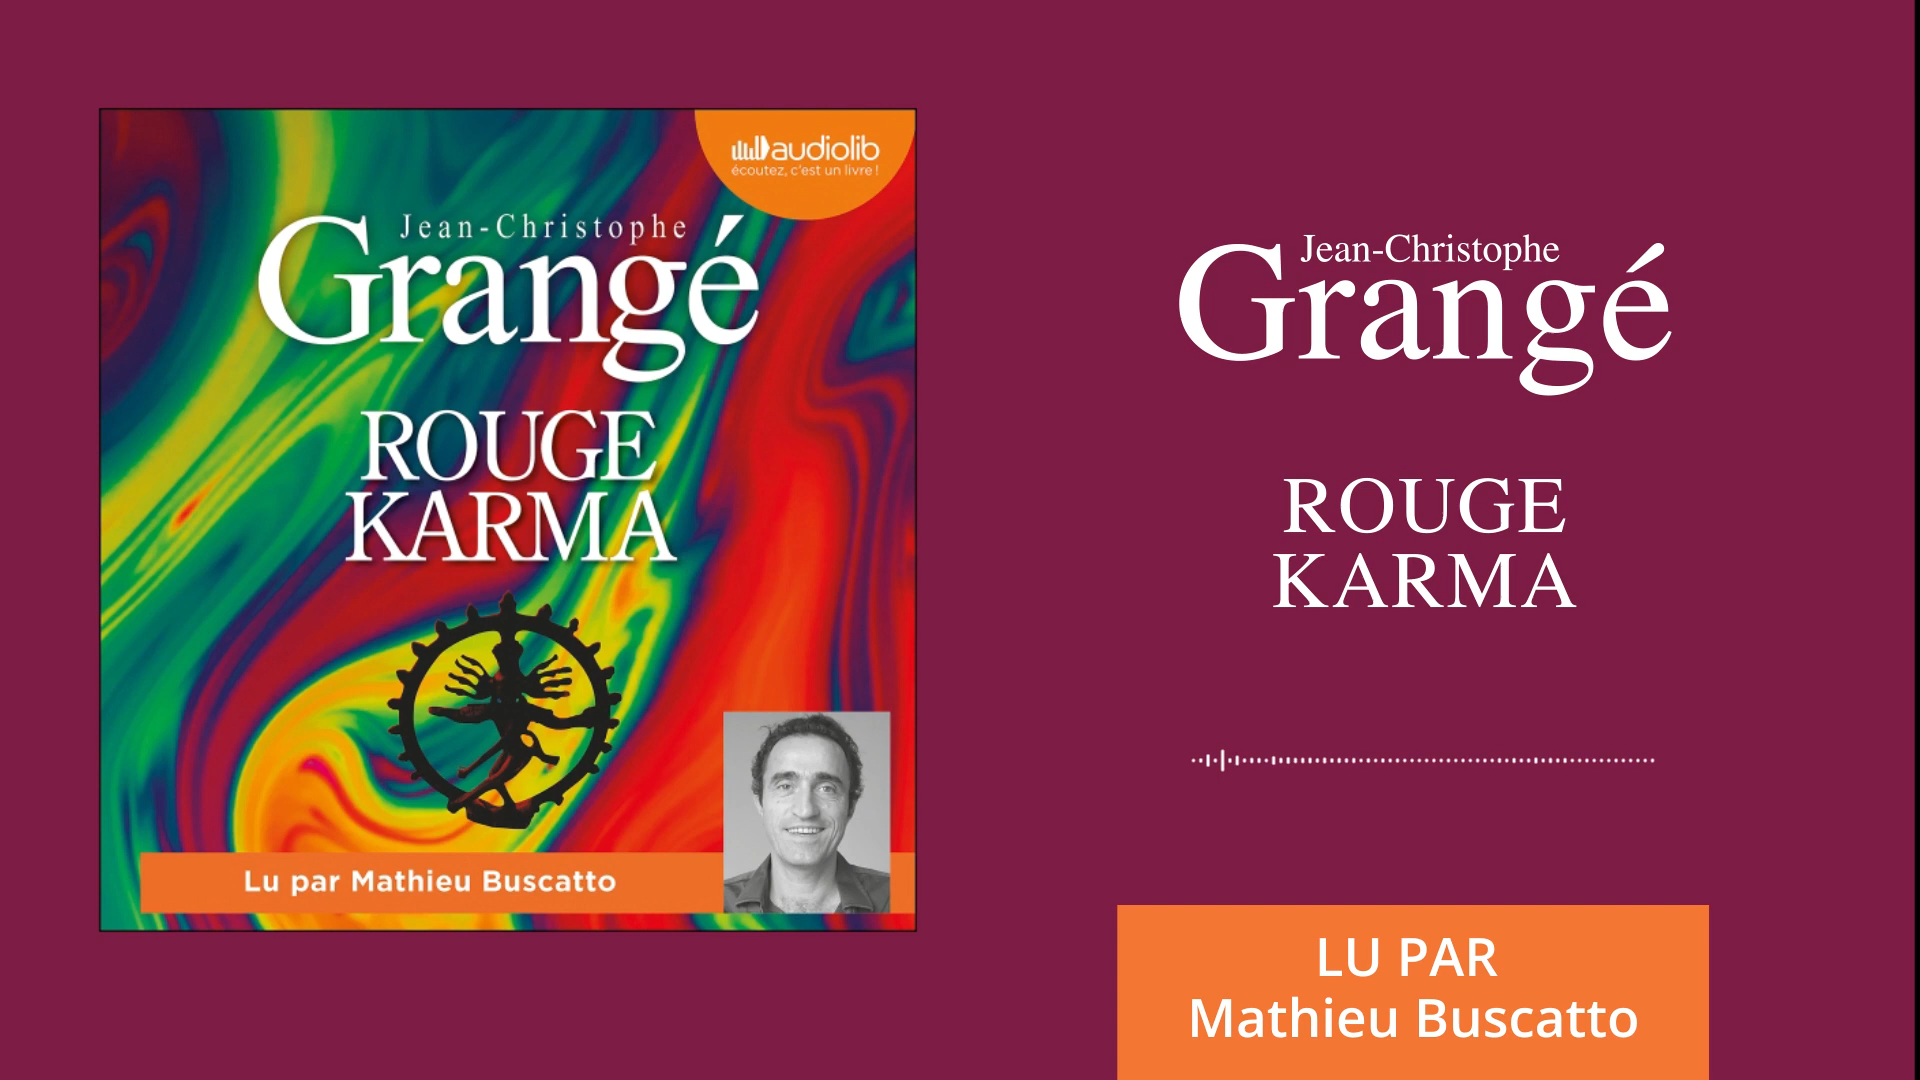 audiolib
écoutez, c'est un livre !
Jean-Christophe
Grangé
ROUGE
KARMA
Lu par Mathieu Buscatto
Jean-Christophe
Grangé
ROUGE
KARMA
LU PAR
Mathieu Buscatto